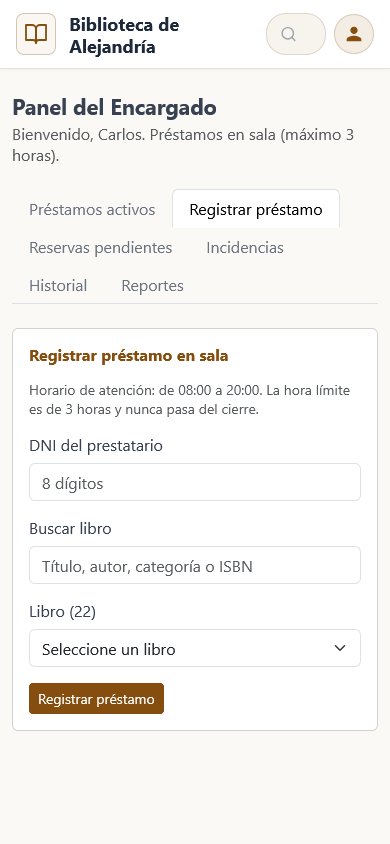 Biblioteca de
Alejandría
Panel del Encargado
Bienvenido, Carlos. Préstamos en sala (máximo 3
horas).
Préstamos activos
Registrar préstamo
Reservas pendientes
Incidencias
Historial
Reportes
Registrar préstamo en sala
Horario de atención: de 08:00 a 20:00. La hora límite
es de 3 horas y nunca pasa del cierre.
DNI del prestatario
8 dígitos
Buscar libro
Título, autor, categoría o ISBN
Libro (22)
Seleccione un libro
Registrar préstamo